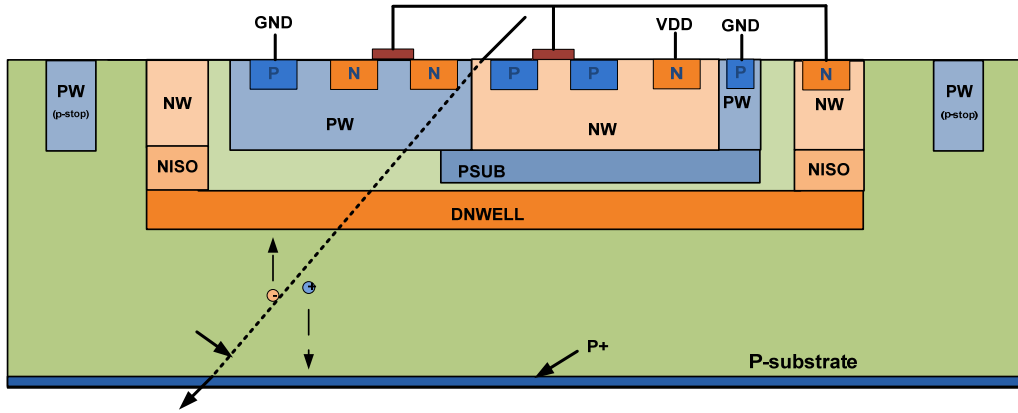 GND
VDD
GND
P
N
N
P
P
N
P
N
PW
(p-stop)
NW
PW
NW
PW
NW
PW
(p-stop)
NISO
PSUB
NISO
DNWELL
-
+
P+
P-substrate